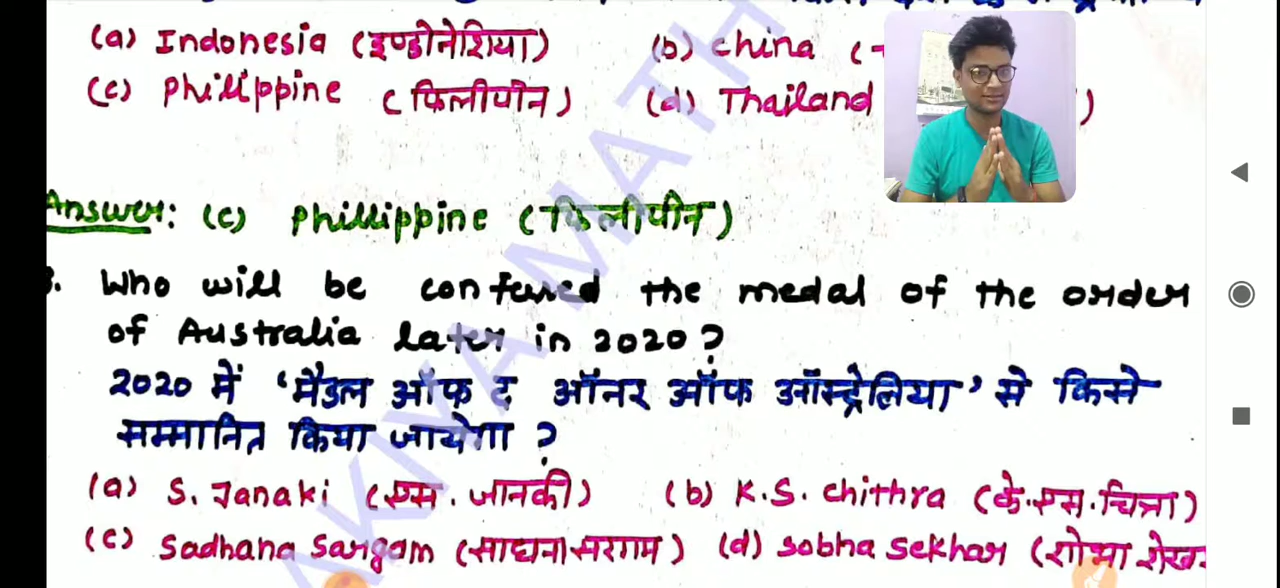 (a) Indonesia (इण्डोनेशिया) (b) China
(c) Phillippine (फिलीपीन) (d) Thailand )
Answer: (c) Phillippine (फिलीपीन)
3. Who will be conferred the medal of the order
of Australia later in 2020?
2020 में 'मैडल ऑफ द ऑनर ऑफ ऑस्ट्रेलिया' से किसे
सम्मानित किया जायेगा ?
(a) S. Janaki (एस. जानकी) (b) K.S. Chithra (के.एस.चित्रा)
(c) Sadhana Sargam (साधना सरगम) (d) Sobha Sekhar (शोभा शेखर